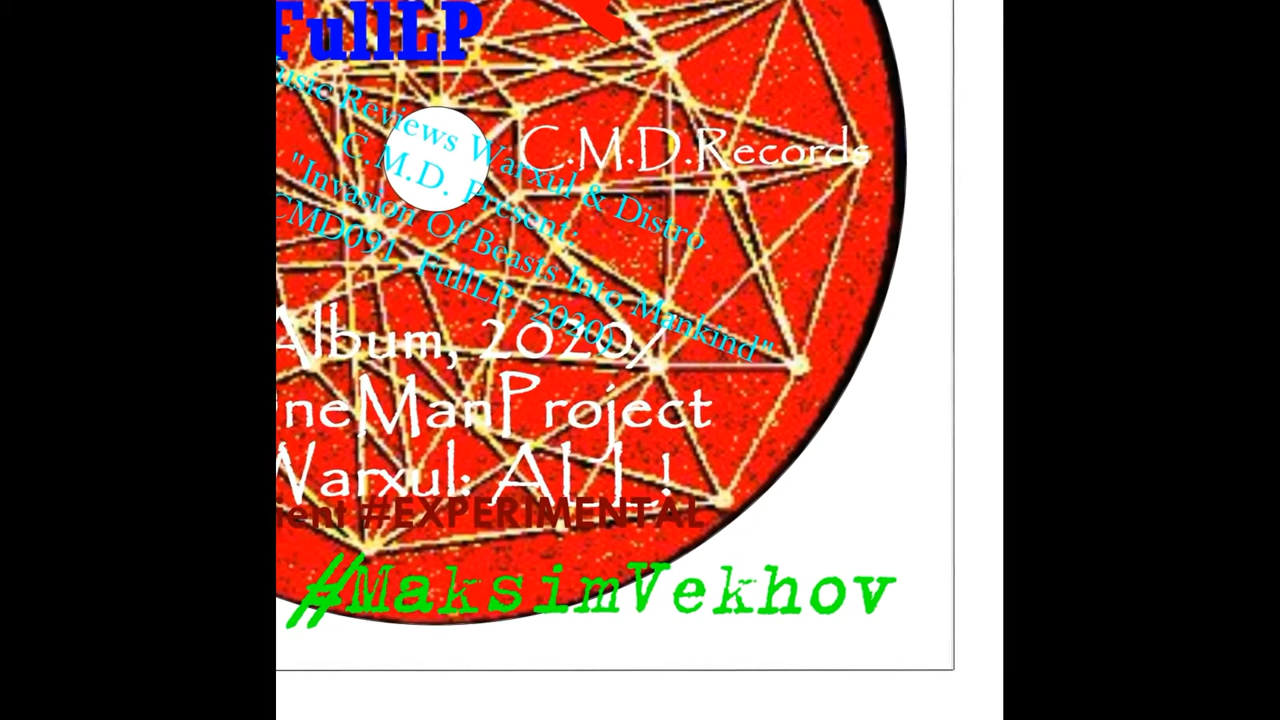 FullLP
usic Reviews Warxul & Distro
C.M.D. Present:
"Invasion Of Beasts Into Mankind"
CMD091, FullLP, 2020)
C.M.D.Records
Album, 2020/
neManProject
Warxul: All!
ient #EXPERIMENTAL
#MaksimVekhov